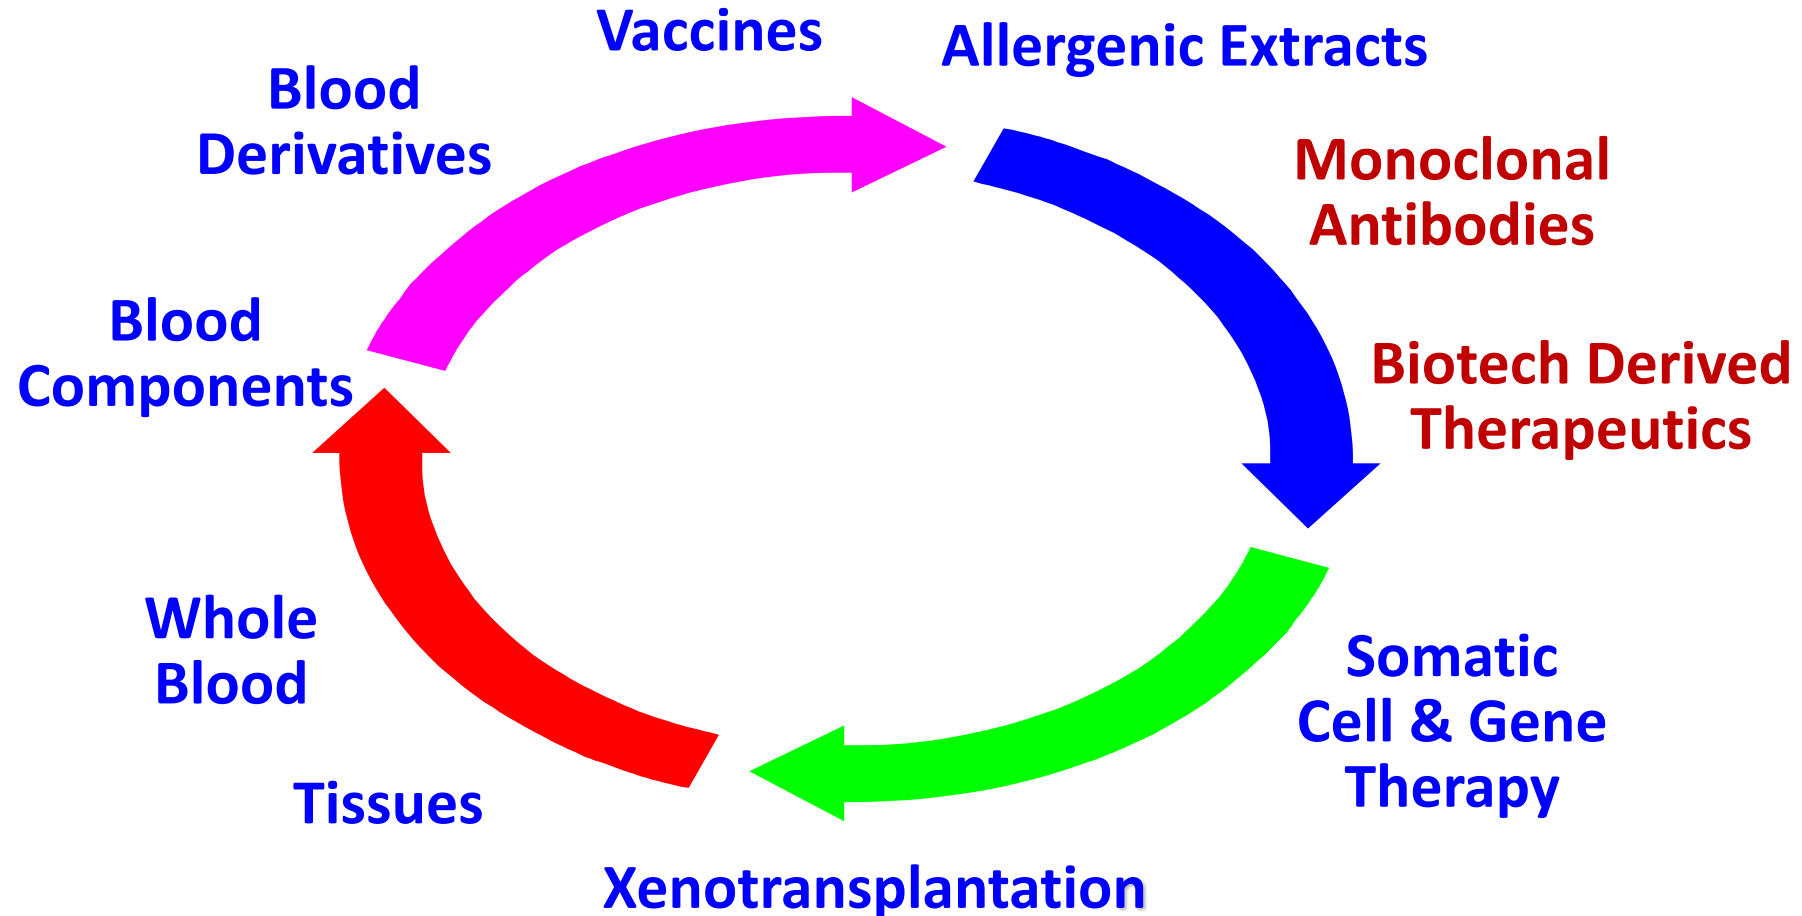 Vaccines
Allergenic Extracts
Blood
Derivatives
Monoclonal
Antibodies
Blood
Components
Biotech Derived
Therapeutics
Whole
Blood
Somatic
Cell & Gene
Therapy
Tissues
Xenotransplantation